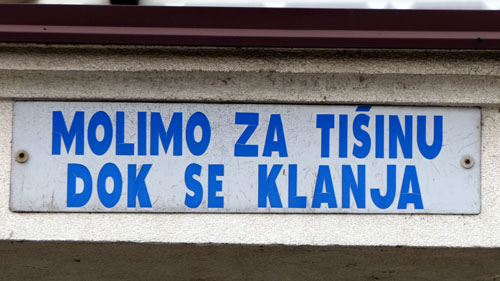 MOLIMO ZA TIŠINU
DOK SE KLANJA